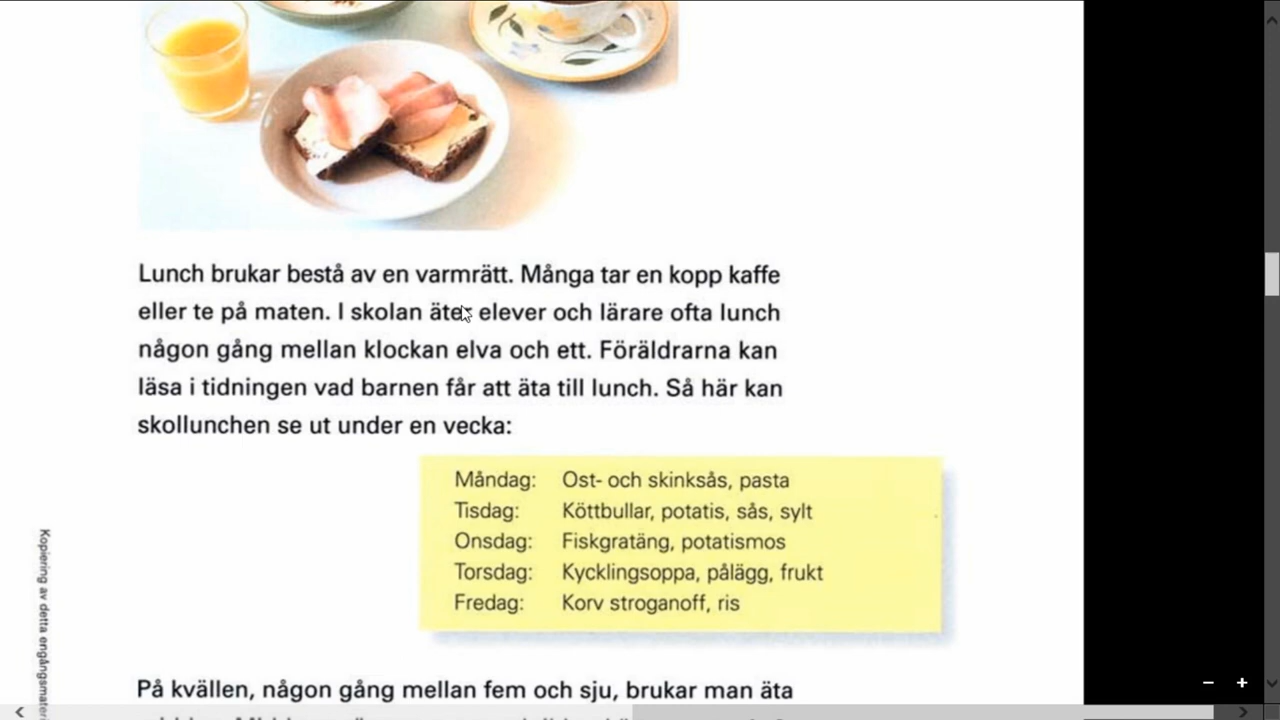 Lunch brukar bestå av en varmrätt. Många tar en kopp kaffe
eller te på maten. I skolan äter elever och lärare ofta lunch
någon gång mellan klockan elva och ett. Föräldrarna kan
läsa i tidningen vad barnen får att äta till lunch. Så här kan
skollunchen se ut under en vecka:
Måndag: Ost- och skinksås, pasta
Tisdag: Köttbullar, potatis, sås, sylt
Onsdag: Fiskgratäng, potatismos
Torsdag: Kycklingsoppa, pålägg, frukt
Fredag: Korv stroganoff, ris
På kvällen, någon gång mellan fem och sju, brukar man äta
Kopiering av detta engångsmateri